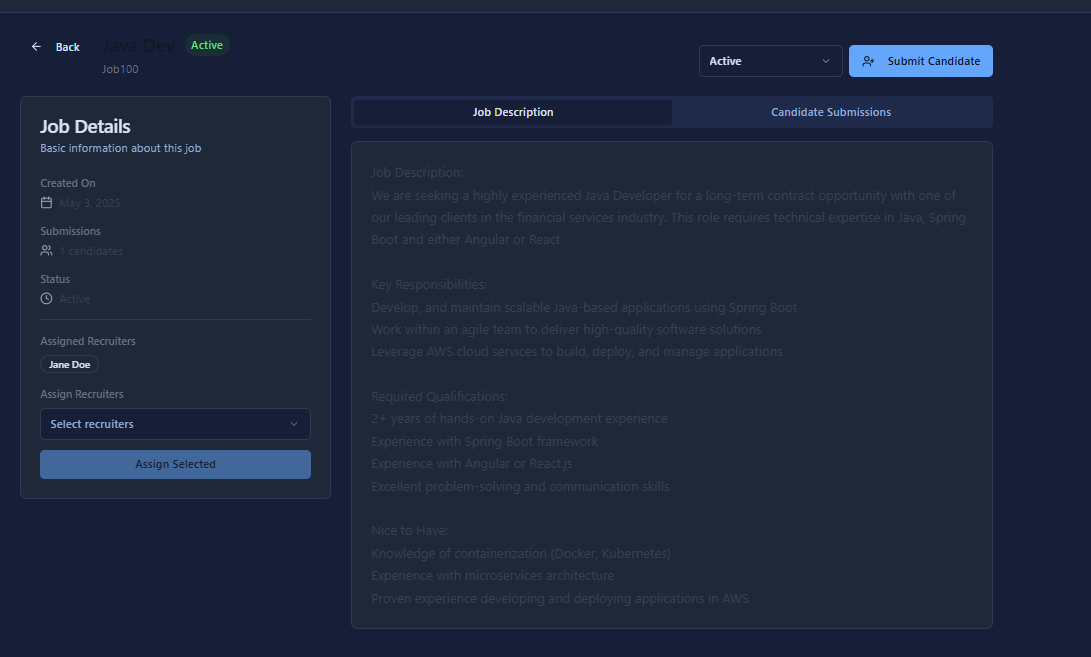 Back
Java Dev
Active
Job100
Active
Submit Candidate
Job Details
Basic information about this job
Created On
May 3, 2025
Submissions
1 candidates
Status
Active
Assigned Recruiters
Jane Doe
Assign Recruiters
Select recruiters
Assign Selected
Job Description
Candidate Submissions
Job Description:
We are seeking a highly experienced Java Developer for a long-term contract opportunity with one of
our leading clients in the financial services industry. This role requires technical expertise in Java, Spring
Boot and either Angular or React
Key Responsibilities:
Develop, and maintain scalable Java-based applications using Spring Boot
Work within an agile team to deliver high-quality software solutions
Leverage AWS cloud services to build, deploy, and manage applications
Required Qualifications:
2+ years of hands-on Java development experience
Experience with Spring Boot framework
Experience with Angular or React.js
Excellent problem-solving and communication skills
Nice to Have:
Knowledge of containerization (Docker, Kubernetes)
Experience with microservices architecture
Proven experience developing and deploying applications in AWS